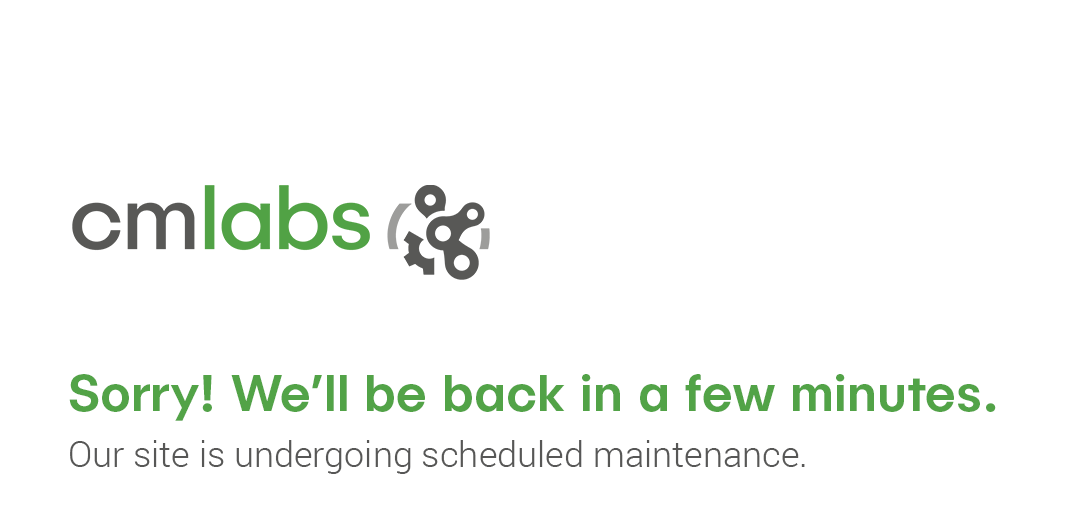 cmlabs
Sorry! We’ll be back in a few minutes.
Our site is undergoing scheduled maintenance.